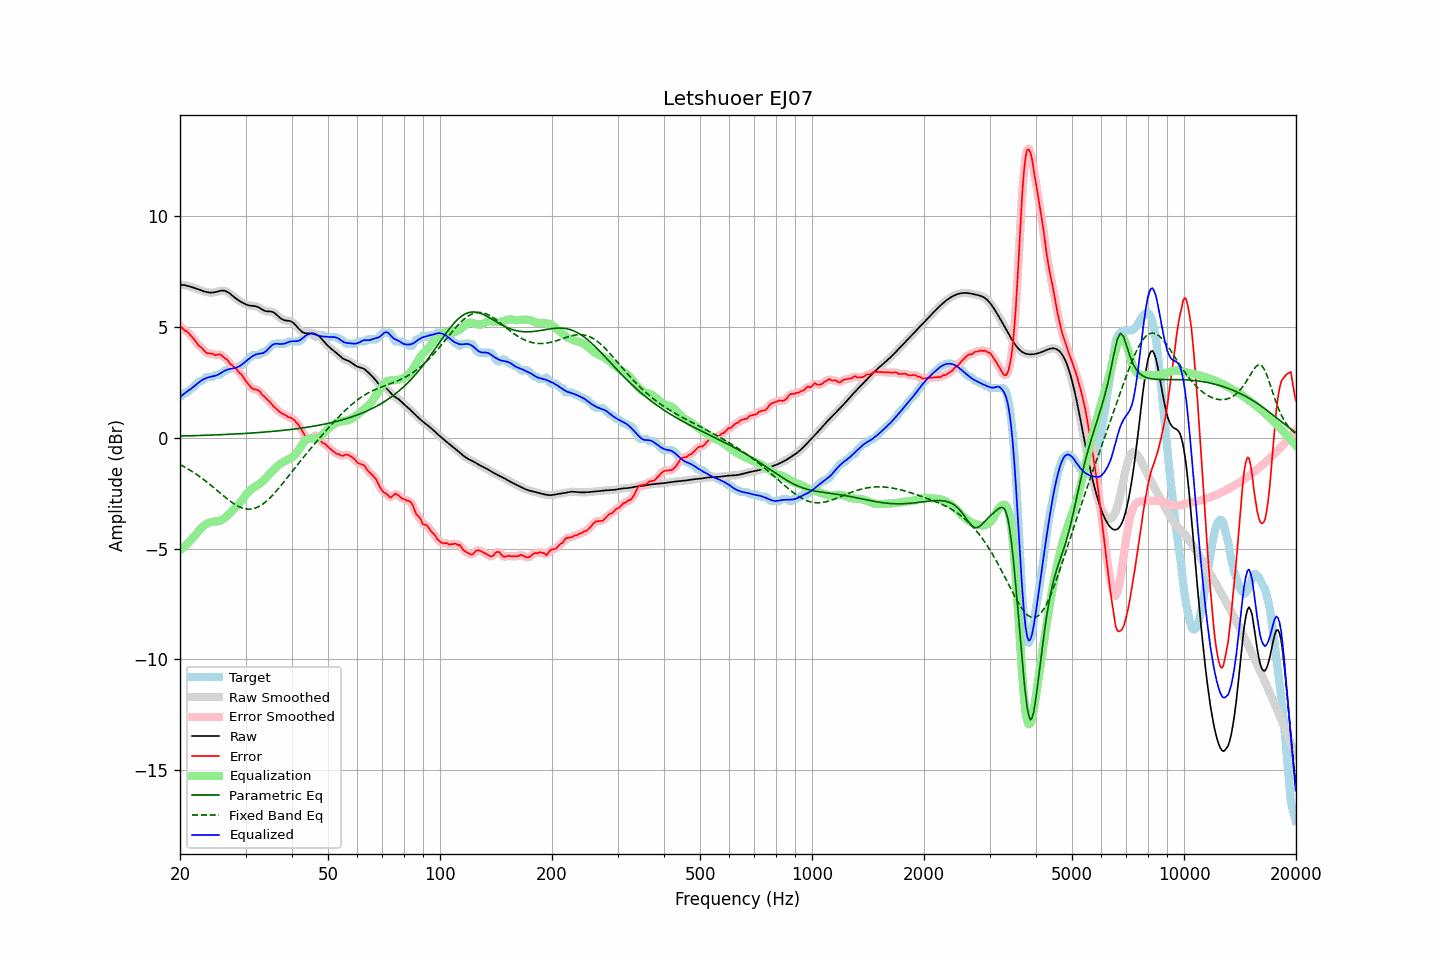 Letshuoer EJ07
Amplitude (dBr)
10
5
0
−5
−10
−15
Target
Raw Smoothed
Error Smoothed
Raw
Error
Equalization
Parametric Eq
Fixed Band Eq
Equalized
20 50 100 200 500 1000 2000 5000 10000 20000
Frequency (Hz)